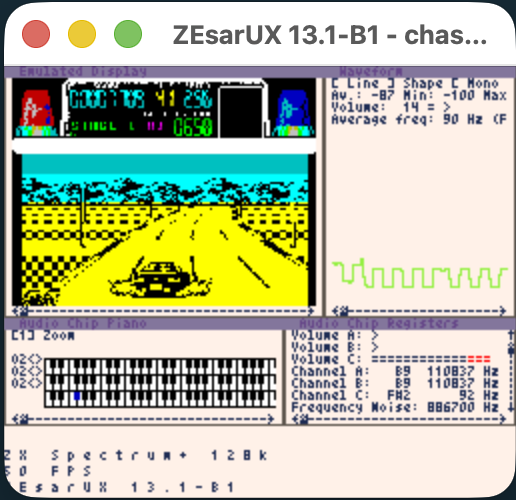 ZEsarUX 13.1-B1 - chas...
Emulated Display
Waveform
[ Line ] Shape [ Mono
Av.: -87 Min: -100 Max
Volume: 14 = >
Average freq: 90 Hz (F
Audio Chip Piano
[1] Zoom
02<>
02<>
02<>
Audio Chip Registers
Volume A: >
Volume B: >
Volume C: ================
Channel A: B9 110837 Hz
Channel B: B9 110837 Hz
Channel C: F#2 92 Hz
Frequency Noise: 886700 Hz
ZX Spectrum+ 128k
50 FPS
ZEsarUX 13.1-B1